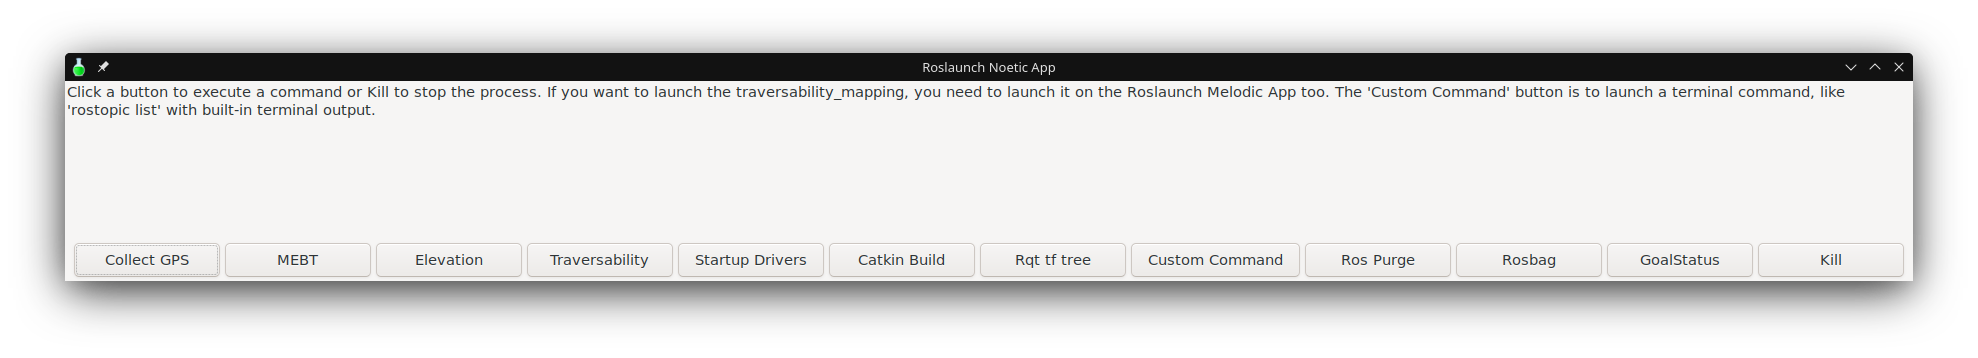 Roslaunch Noetic App
Click a button to execute a command or Kill to stop the process. If you want to launch the traversability_mapping, you need to launch it on the Roslaunch Melodic App too. The 'Custom Command' button is to launch a terminal command, like
'rostopic list' with built-in terminal output.
Collect GPS MEBT Elevation Traversability Startup Drivers Catkin Build Rqt tf tree Custom Command Ros Purge Rosbag GoalStatus Kill